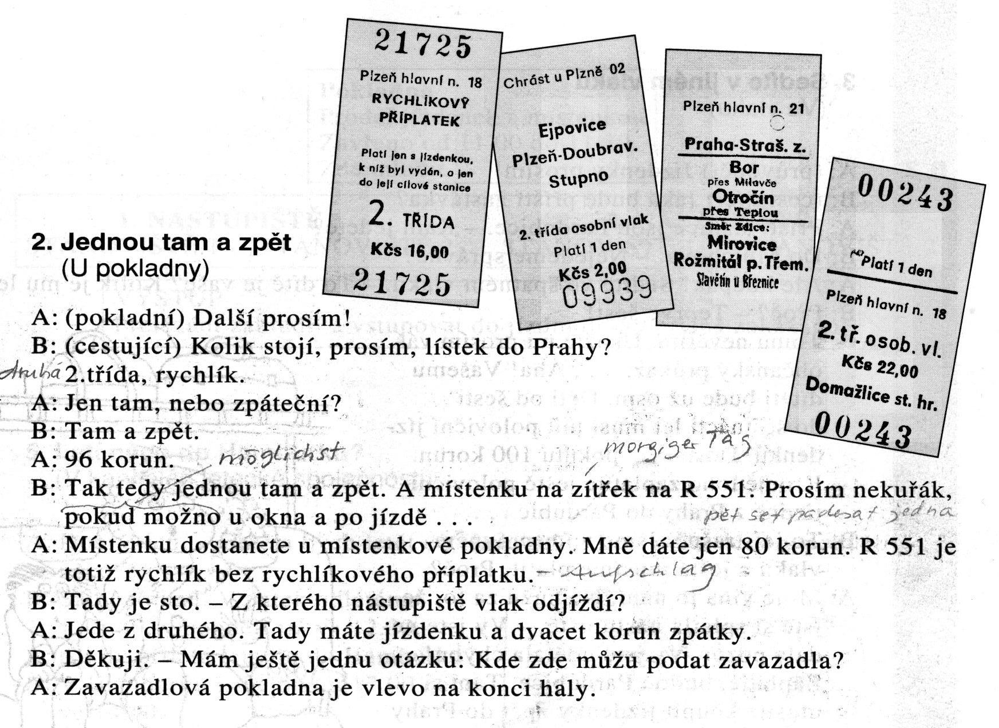 21725
Plzeň hlavní n. 18
RYCHLÍKOVÝ
PŘÍPLATEK
Platí jen s jízdenkou,
k níž byl vydán, a jen
do její cílové stanice
2. TŘÍDA
Kčs 16,00
21725
Chrást u Plzně 02
Ejpovice
Plzeň-Doubrav.
Stupno
2. třída osobní vlak
Platí 1 den
Kčs 2,00
09939
Plzeň hlavní n. 21
Praha-Straš. z.
Bor
přes Milavče
Otročín
přes Teplou
Směr Zdice:
Mirovice
Rožmitál p. Třem.
Slavětín u Březnice
00243
Platí 1 den
Plzeň hlavní n. 18
2. tř. osob. vl.
Kčs 22,00
Domažlice st. hr.
00243
2. Jednou tam a zpět
(U pokladny)
A: (pokladní) Další prosím!
B: (cestující) Kolik stojí, prosím, lístek do Prahy?
druhá 2.třída, rychlík.
A: Jen tam, nebo zpáteční?
B: Tam a zpět.
morgiger Tag
A: 96 korun. möglichst
B: Tak tedy jednou tam a zpět. A místenku na zítřek na R 551. Prosím nekuřák,
pokud možno u okna a po jízdě . . .
pět set padesat jedna
A: Místenku dostanete u místenkové pokladny. Mně dáte jen 80 korun. R 551 je
totiž rychlík bez rychlíkového příplatku. – Aufschlag
B: Tady je sto. – Z kterého nástupiště vlak odjíždí?
A: Jede z druhého. Tady máte jízdenku a dvacet korun zpátky.
B: Děkuji. – Mám ještě jednu otázku: Kde zde můžu podat zavazadla?
A: Zavazadlová pokladna je vlevo na konci haly.